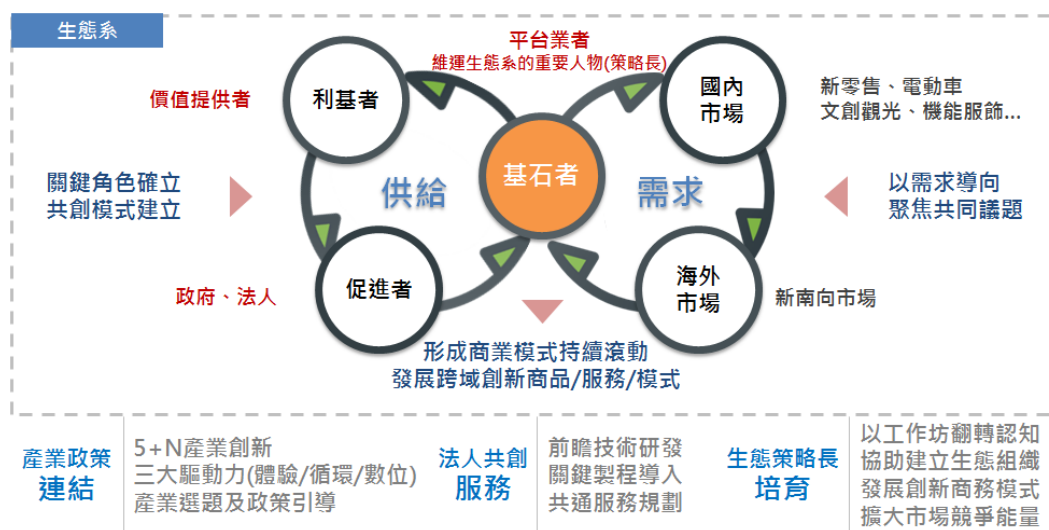 生態系
平台業者
維運生態系的重要人物(策略長)
利基者
國內
市場
價值提供者
新零售、電動車
文創觀光、機能服飾...
基石者
關鍵角色確立
共創模式建立
供給
需求
以需求導向
聚焦共同議題
促進者
海外
市場
政府、法人
新南向市場
形成商業模式持續滾動
發展跨域創新商品/服務/模式
產業政策
連結
5+N產業創新
三大驅動力(體驗/循環/數位)
產業選題及政策引導
法人共創
服務
前瞻技術研發
關鍵製程導入
共通服務規劃
生態策略長
培育
以工作坊翻轉認知
協助建立生態組織
發展創新商務模式
擴大市場競爭能量